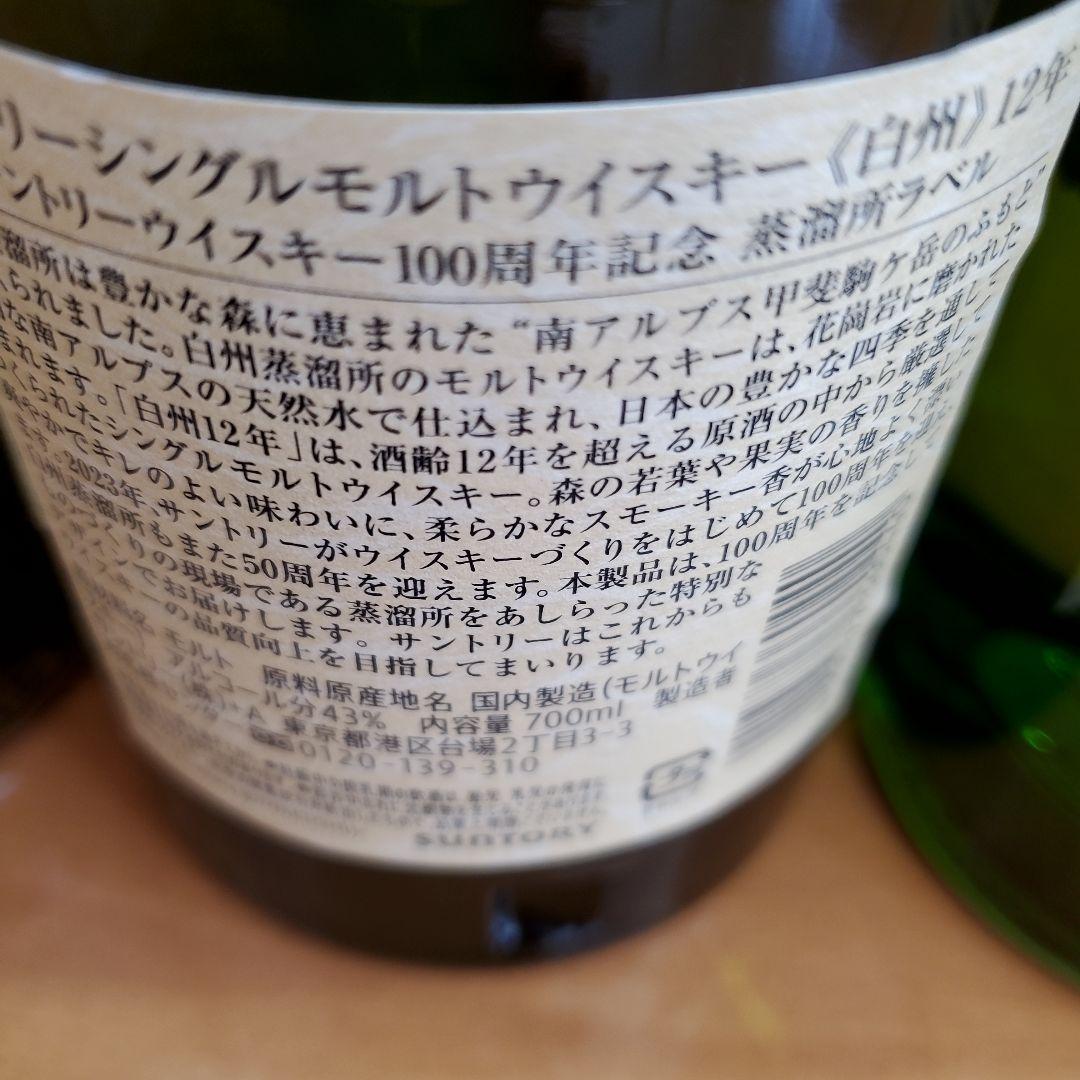 リーシングルモルトウイスキー《白州》12年
ントリーウイスキー100周年記念 蒸溜所ラベル
溜所は豊かな森に恵まれた“南アルプス甲斐駒ケ岳のふもと”
られました。白州蒸溜所のモルトウイスキーは、花崗岩に磨かれた
な南アルプスの天然水で仕込まれ、日本の豊かな四季を通して
まれます。「白州12年」は、酒齢12年を超える原酒の中から厳選して
くられたシングルモルトウイスキー。森の若葉や果実の香りを擁した
爽やかでキレのよい味わいに、柔らかなスモーキー香が心地よく
ます。2023年、サントリーがウイスキーづくりをはじめて100周年を
州蒸溜所もまた50周年を迎えます。本製品は、100周年を記念して、
づくりの現場である蒸溜所をあしらった特別な
デザインでお届けします。サントリーはこれからも
スキーの品質向上を目指してまいります。
モルト 原料原産地名 国内製造(モルトウイ
アルコール分43% 内容量 700ml 製造者
東京都港区台場2丁目3-3
0120-139-310
SUNTORY